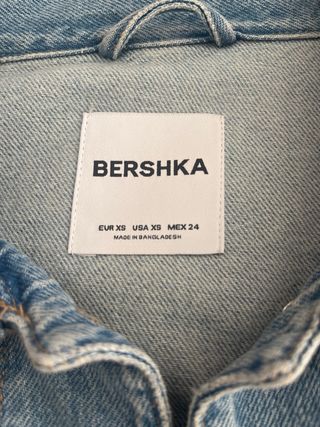 BERSHKA
EUR XS USA XS MEX 24
MADE IN BANGLADESH